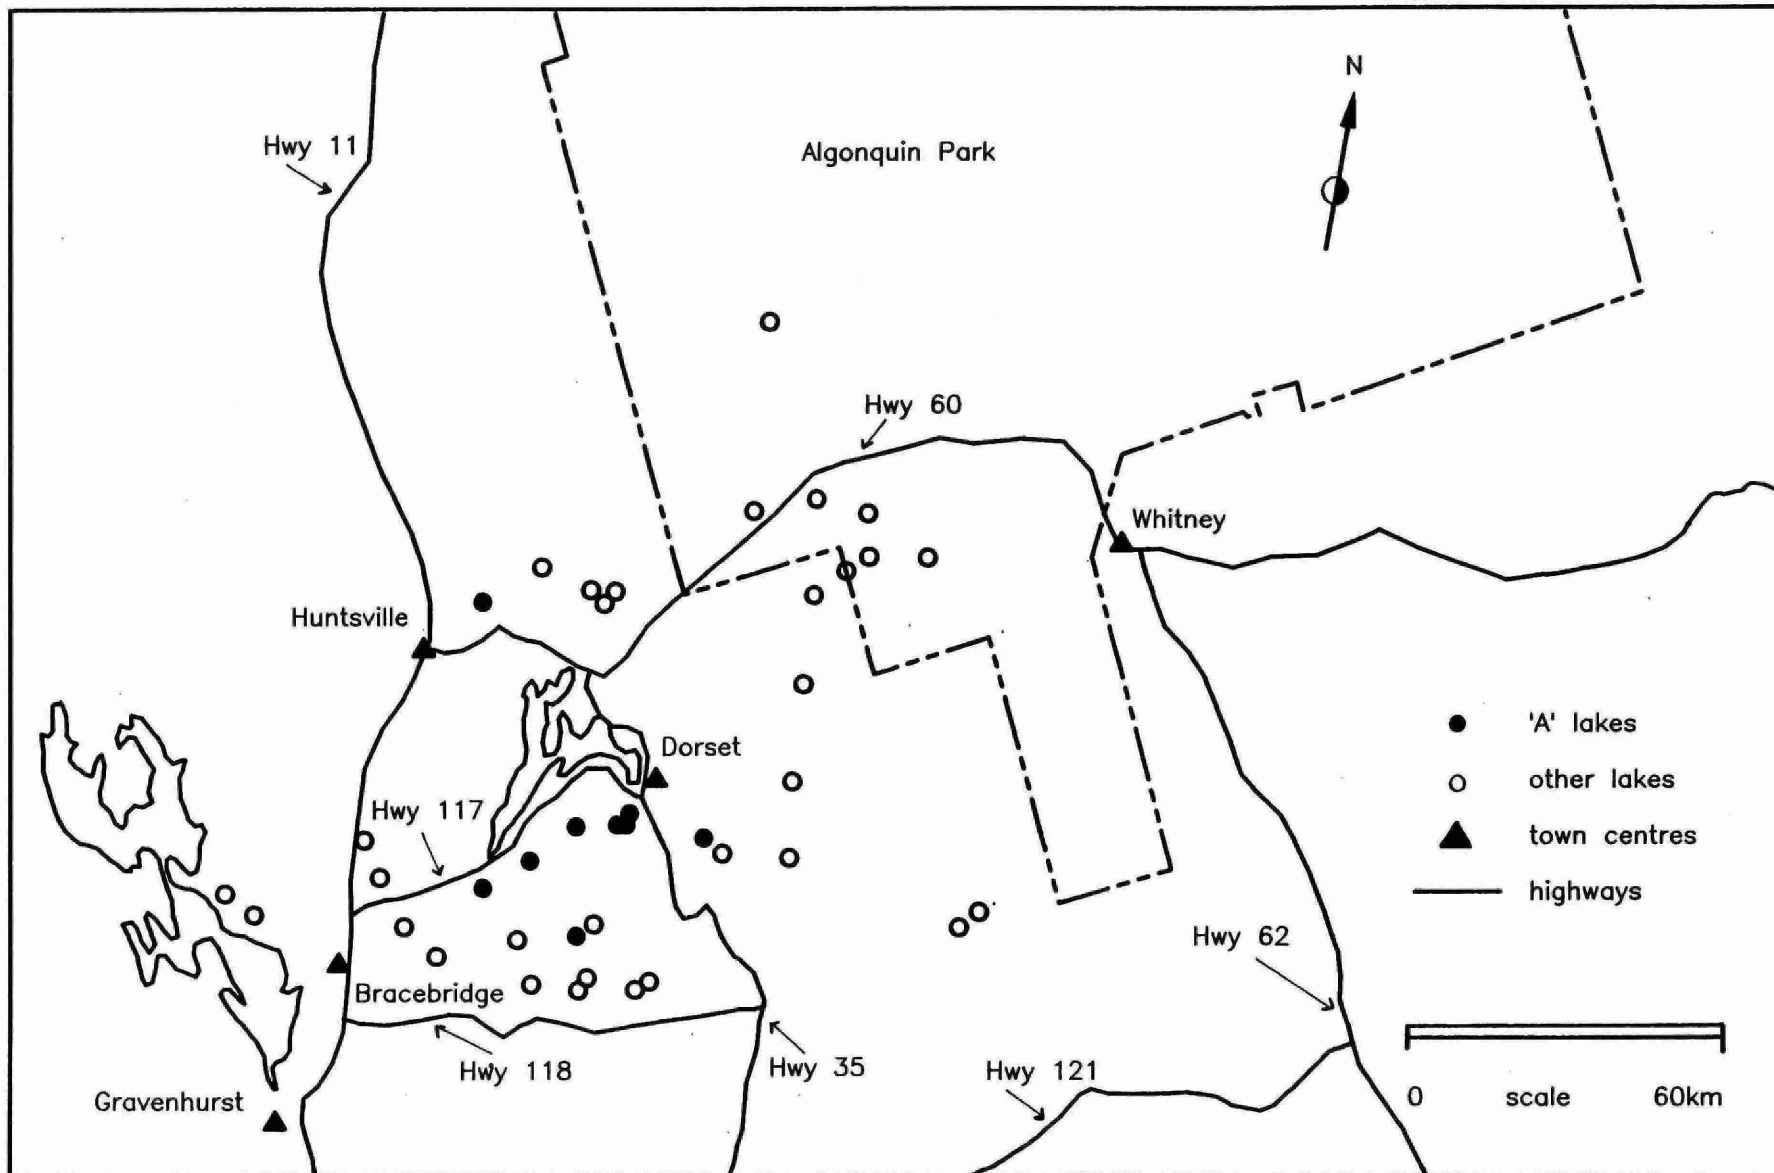 N
Hwy 11
Algonquin Park
Hwy 60
Whitney
Huntsville
'A' lakes
Dorset
other lakes
Hwy 117
town centres
highways
Hwy 62
Bracebridge
Hwy 118
Hwy 35
Hwy 121
Gravenhurst
0 scale 60km